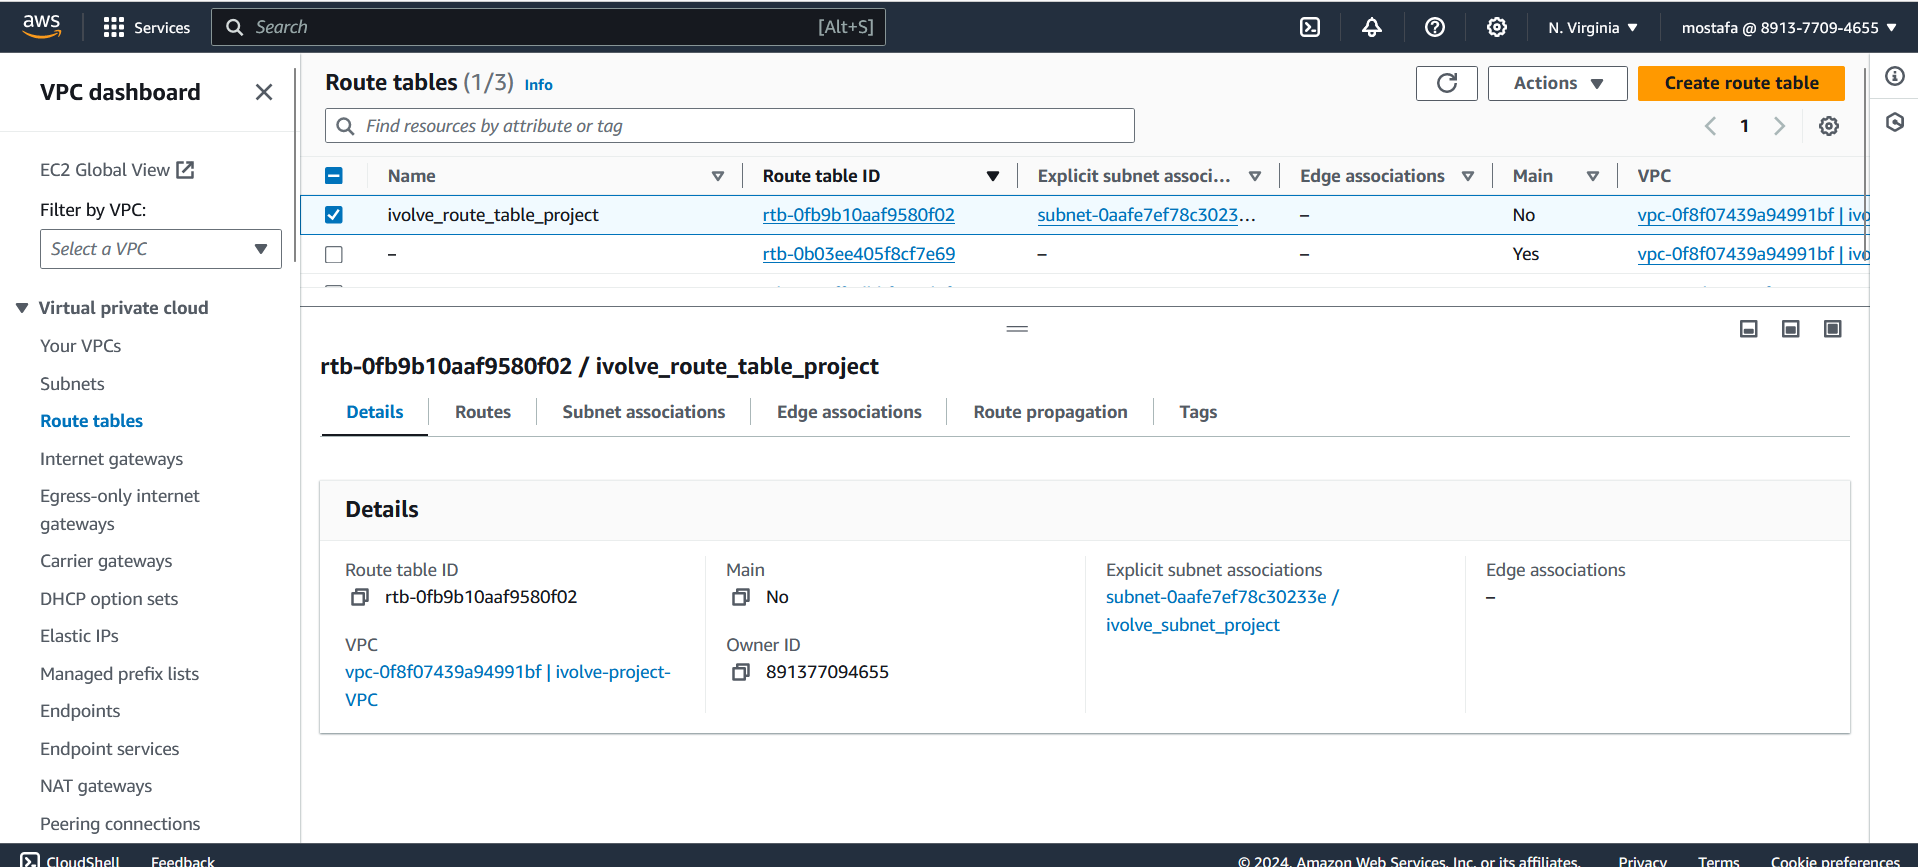 aws
Services
Search
[Alt+S]
N. Virginia
mostafa @ 8913-7709-4655
VPC dashboard
EC2 Global View
Filter by VPC:
Select a VPC
Virtual private cloud
Your VPCs
Subnets
Route tables
Internet gateways
Egress-only internet
gateways
Carrier gateways
DHCP option sets
Elastic IPs
Managed prefix lists
Endpoints
Endpoint services
NAT gateways
Peering connections
Route tables (1/3) Info
Actions
Create route table
Find resources by attribute or tag
1
Name
Route table ID
Explicit subnet associ...
Edge associations
Main
VPC
ivolve_route_table_project
rtb-0fb9b10aaf9580f02
subnet-0aafe7ef78c3023...
–
No
vpc-0f8f07439a94991bf | ivo
–
rtb-0b03ee405f8cf7e69
–
–
Yes
vpc-0f8f07439a94991bf | ivo
rtb-0fb9b10aaf9580f02 / ivolve_route_table_project
Details
Routes
Subnet associations
Edge associations
Route propagation
Tags
Details
Route table ID
rtb-0fb9b10aaf9580f02
VPC
vpc-0f8f07439a94991bf | ivolve-project-
VPC
Main
No
Owner ID
891377094655
Explicit subnet associations
subnet-0aafe7ef78c30233e /
ivolve_subnet_project
Edge associations
–
CloudShell
Feedback
© 2024, Amazon Web Services, Inc. or its affiliates.
Privacy
Terms
Cookie preferences